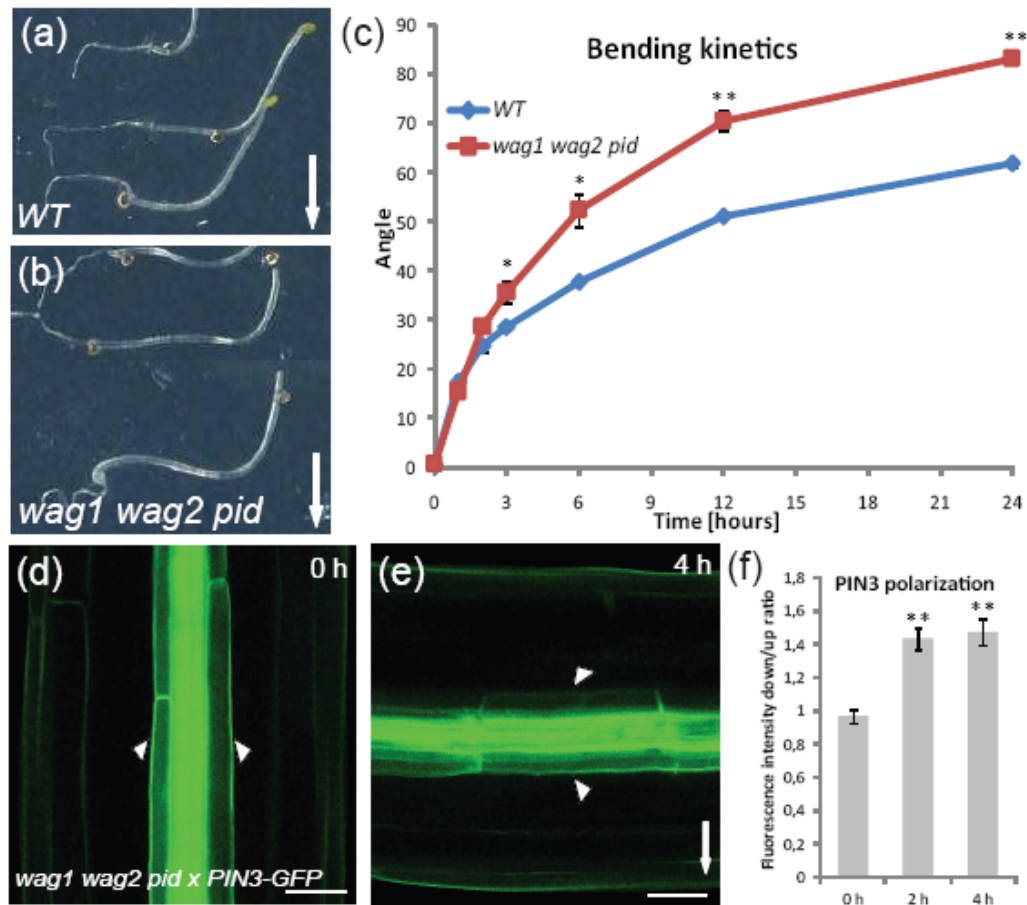 (a)
WT
(b)
wag1 wag2 pid
(c)
Bending kinetics
WT
wag1 wag2 pid
Angle
90
80
70
60
50
40
30
20
10
0
*
*
**
**
0 3 6 9 12 15 18 21 24
Time [hours]
(d)
0 h
wag1 wag2 pid x PIN3-GFP
(e)
4 h
(f)
PIN3 polarization
Fluorescence intensity down/up ratio
1,8
1,6
1,4
1,2
1
0,8
0,6
0,4
0,2
0
** **
0 h 2 h 4 h